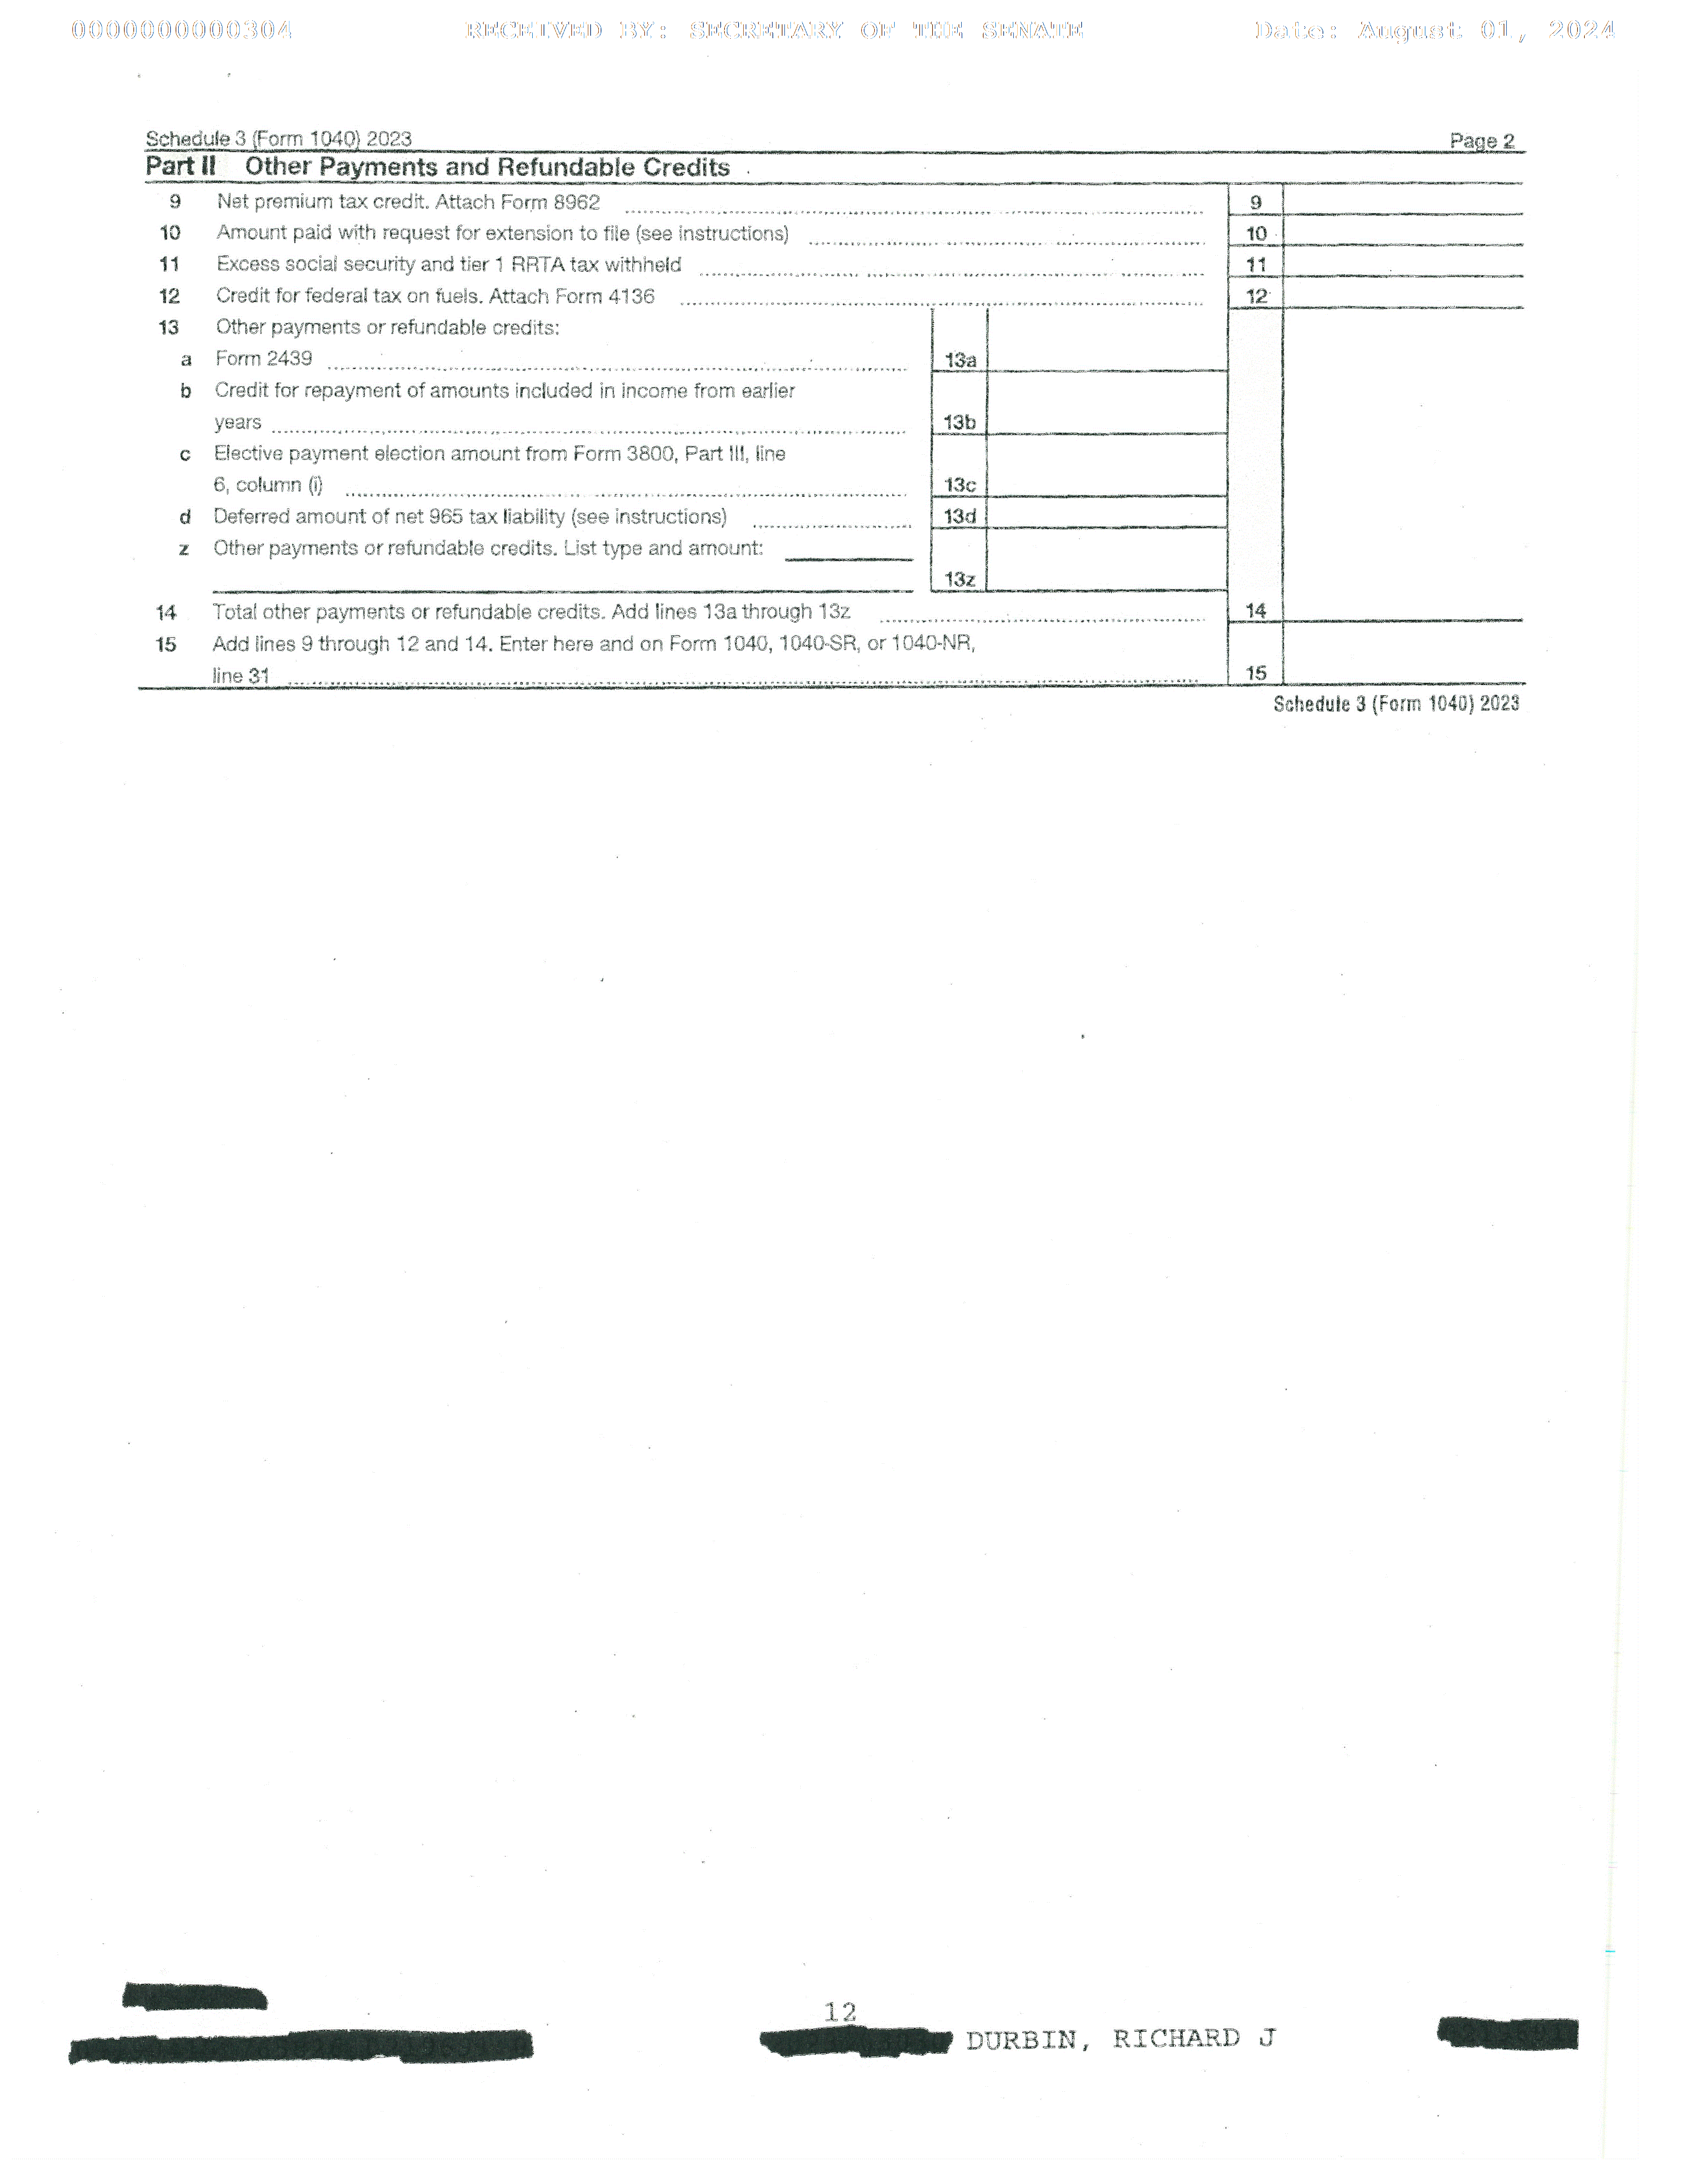 0000000000304 RECEIVED BY: SECRETARY OF THE SENATE Date: August 01, 2024
Schedule 3 (Form 1040) 2023 Page 2
Part II Other Payments and Refundable Credits
9 Net premium tax credit. Attach Form 8962 9
10 Amount paid with request for extension to file (see instructions) 10
11 Excess social security and tier 1 RRTA tax withheld 11
12 Credit for federal tax on fuels. Attach Form 4136 12
13 Other payments or refundable credits:
a Form 2439 13a
b Credit for repayment of amounts included in income from earlier
years 13b
c Elective payment election amount from Form 3800, Part III, line
6, column (i) 13c
d Deferred amount of net 965 tax liability (see instructions) 13d
z Other payments or refundable credits. List type and amount:
13z
14 Total other payments or refundable credits. Add lines 13a through 13z 14
15 Add lines 9 through 12 and 14. Enter here and on Form 1040, 1040-SR, or 1040-NR,
line 31 15
Schedule 3 (Form 1040) 2023
12
DURBIN, RICHARD J